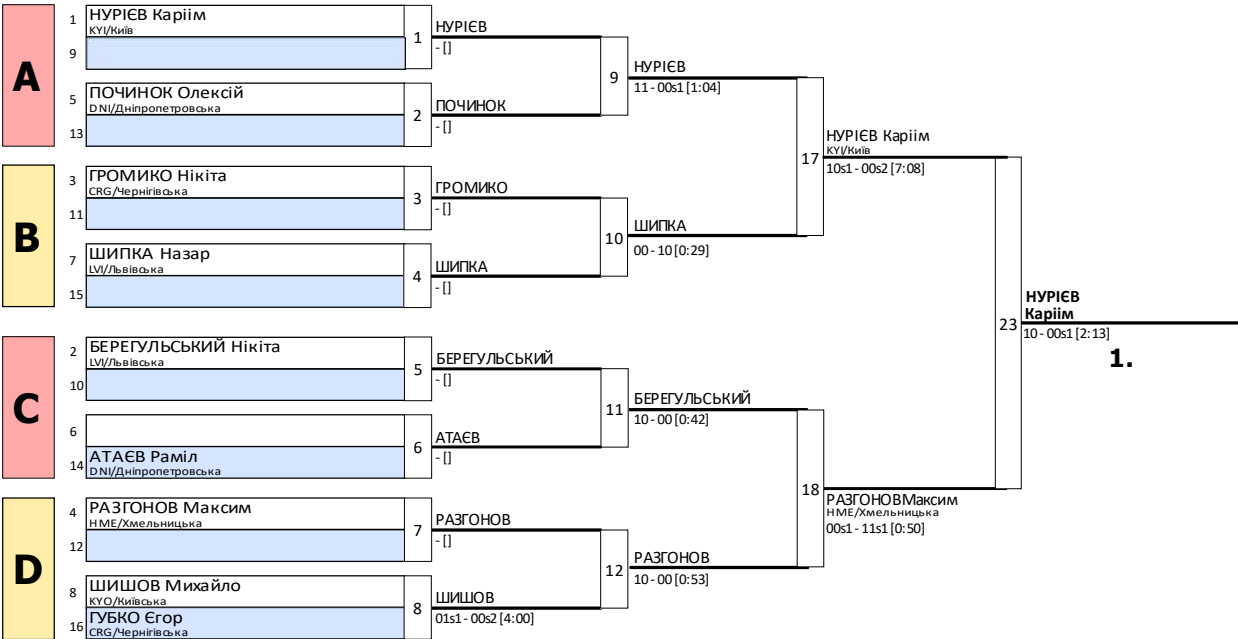 A
1
НУРІЄВ Каріім
KYI/Київ
9
1
НУРІЄВ
- []
5
ПОЧИНОК Олексій
DNI/Дніпропетровська
13
2
ПОЧИНОК
- []
9
НУРІЄВ
11 - 00s1 [1:04]
B
3
ГРОМИКО Нікіта
CRG/Чернігівська
11
3
ГРОМИКО
- []
7
ШИПКА Назар
LVI/Львівська
15
4
ШИПКА
- []
10
ШИПКА
00 - 10 [0:29]
17
НУРІЄВ Каріім
KYI/Київ
10s1 - 00s2 [7:08]
C
2
БЕРЕГУЛЬСЬКИЙ Нікіта
LVI/Львівська
10
5
БЕРЕГУЛЬСЬКИЙ
- []
6
14
АТАЄВ Раміл
DNI/Дніпропетровська
6
АТАЄВ
- []
11
БЕРЕГУЛЬСЬКИЙ
10 - 00 [0:42]
D
4
РАЗГОНОВ Максим
HME/Хмельницька
12
7
РАЗГОНОВ
- []
8
ШИШОВ Михайло
KYO/Київська
16
ГУБКО Єгор
CRG/Чернігівська
8
ШИШОВ
01s1 - 00s2 [4:00]
12
РАЗГОНОВ
10 - 00 [0:53]
18
РАЗГОНОВ Максим
HME/Хмельницька
00s1 - 11s1 [0:50]
23
НУРІЄВ
Каріім
10 - 00s1 [2:13]
1.